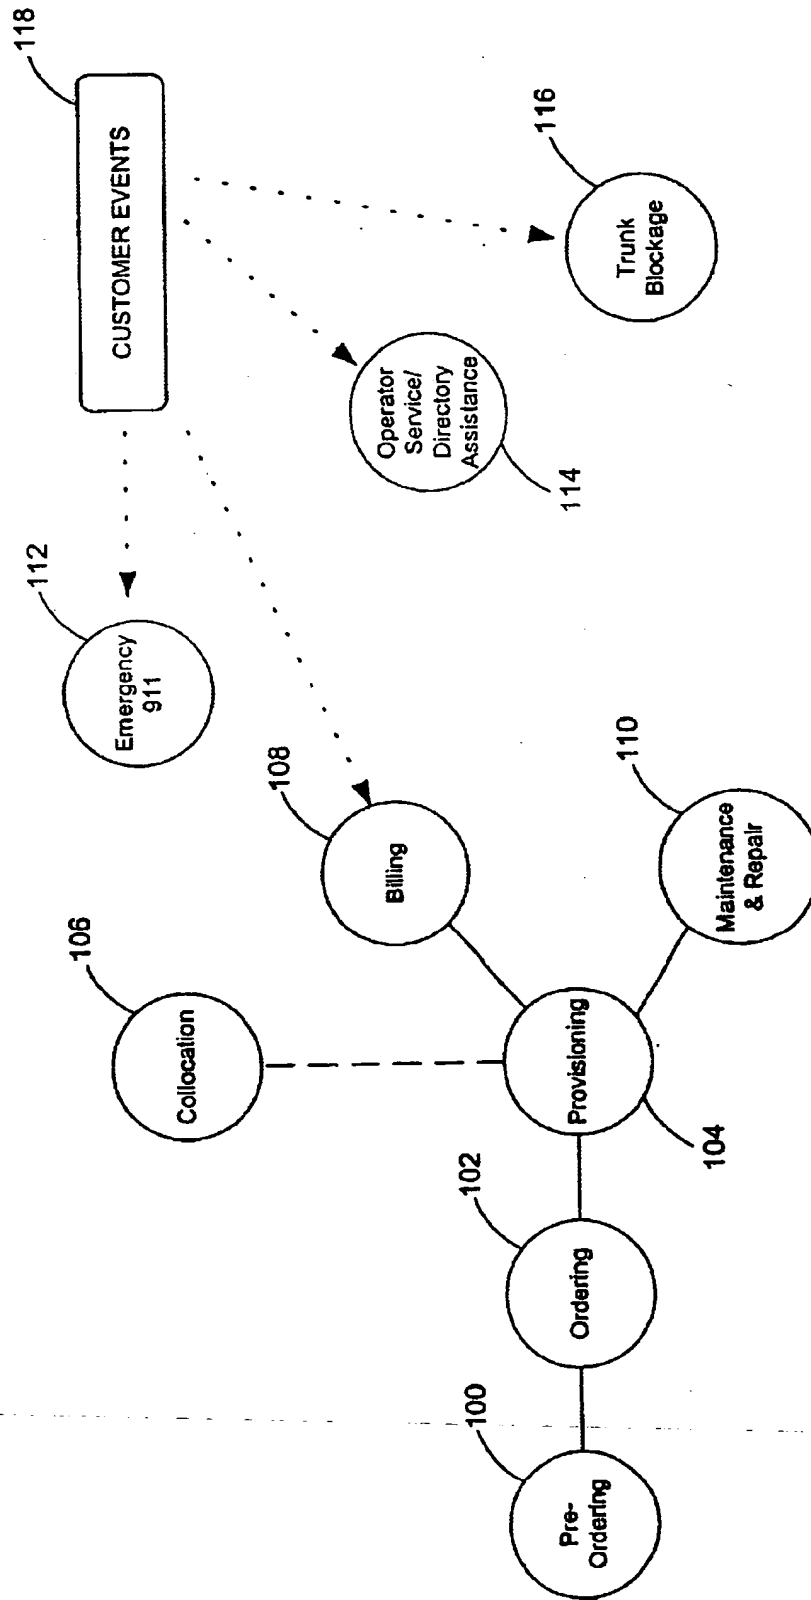 118
CUSTOMER EVENTS
112
Emergency
911
106
Collocation
108
Billing
Operator
Service/
Directory
Assistance
114
116
Trunk
Blockage
100
Pre-
Ordering
102
Ordering
Provisioning
104
110
Maintenance
& Repair